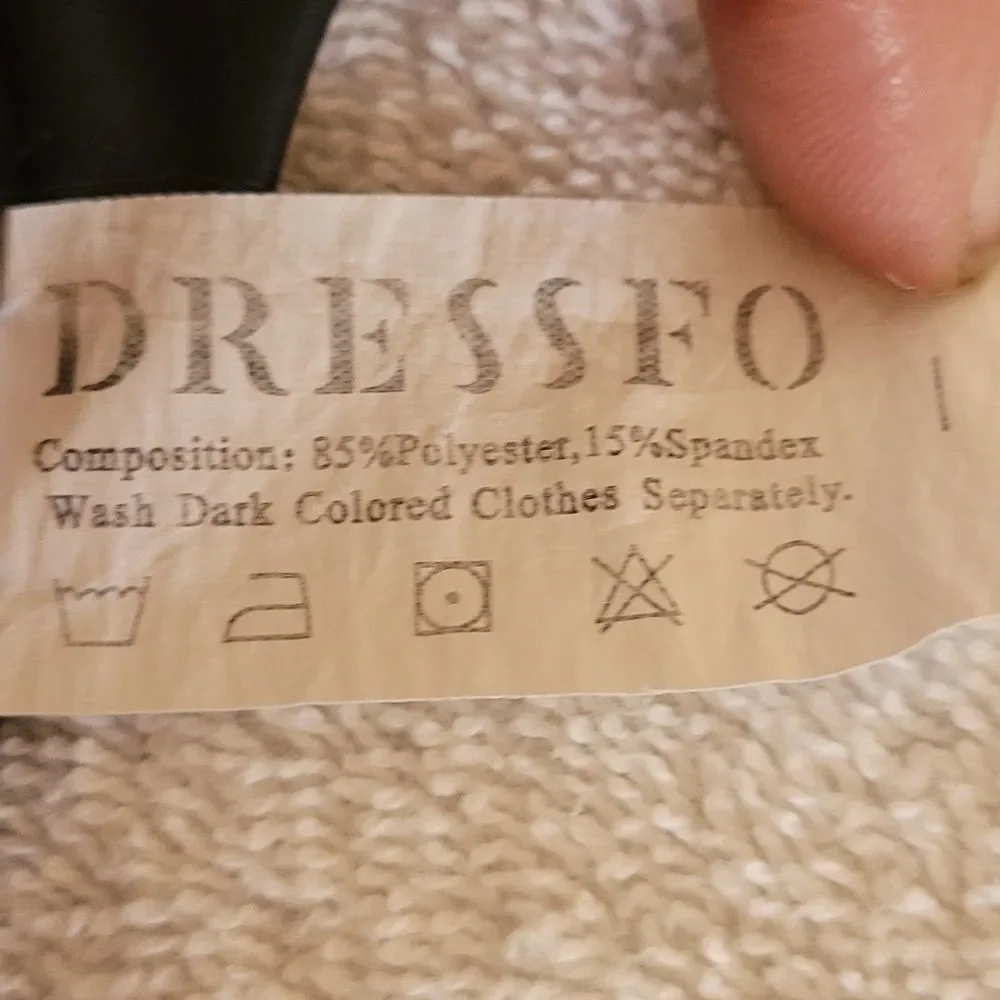 DRESSFO
Composition: 85%Polyester,15%Spandex
Wash Dark Colored Clothes Separately.